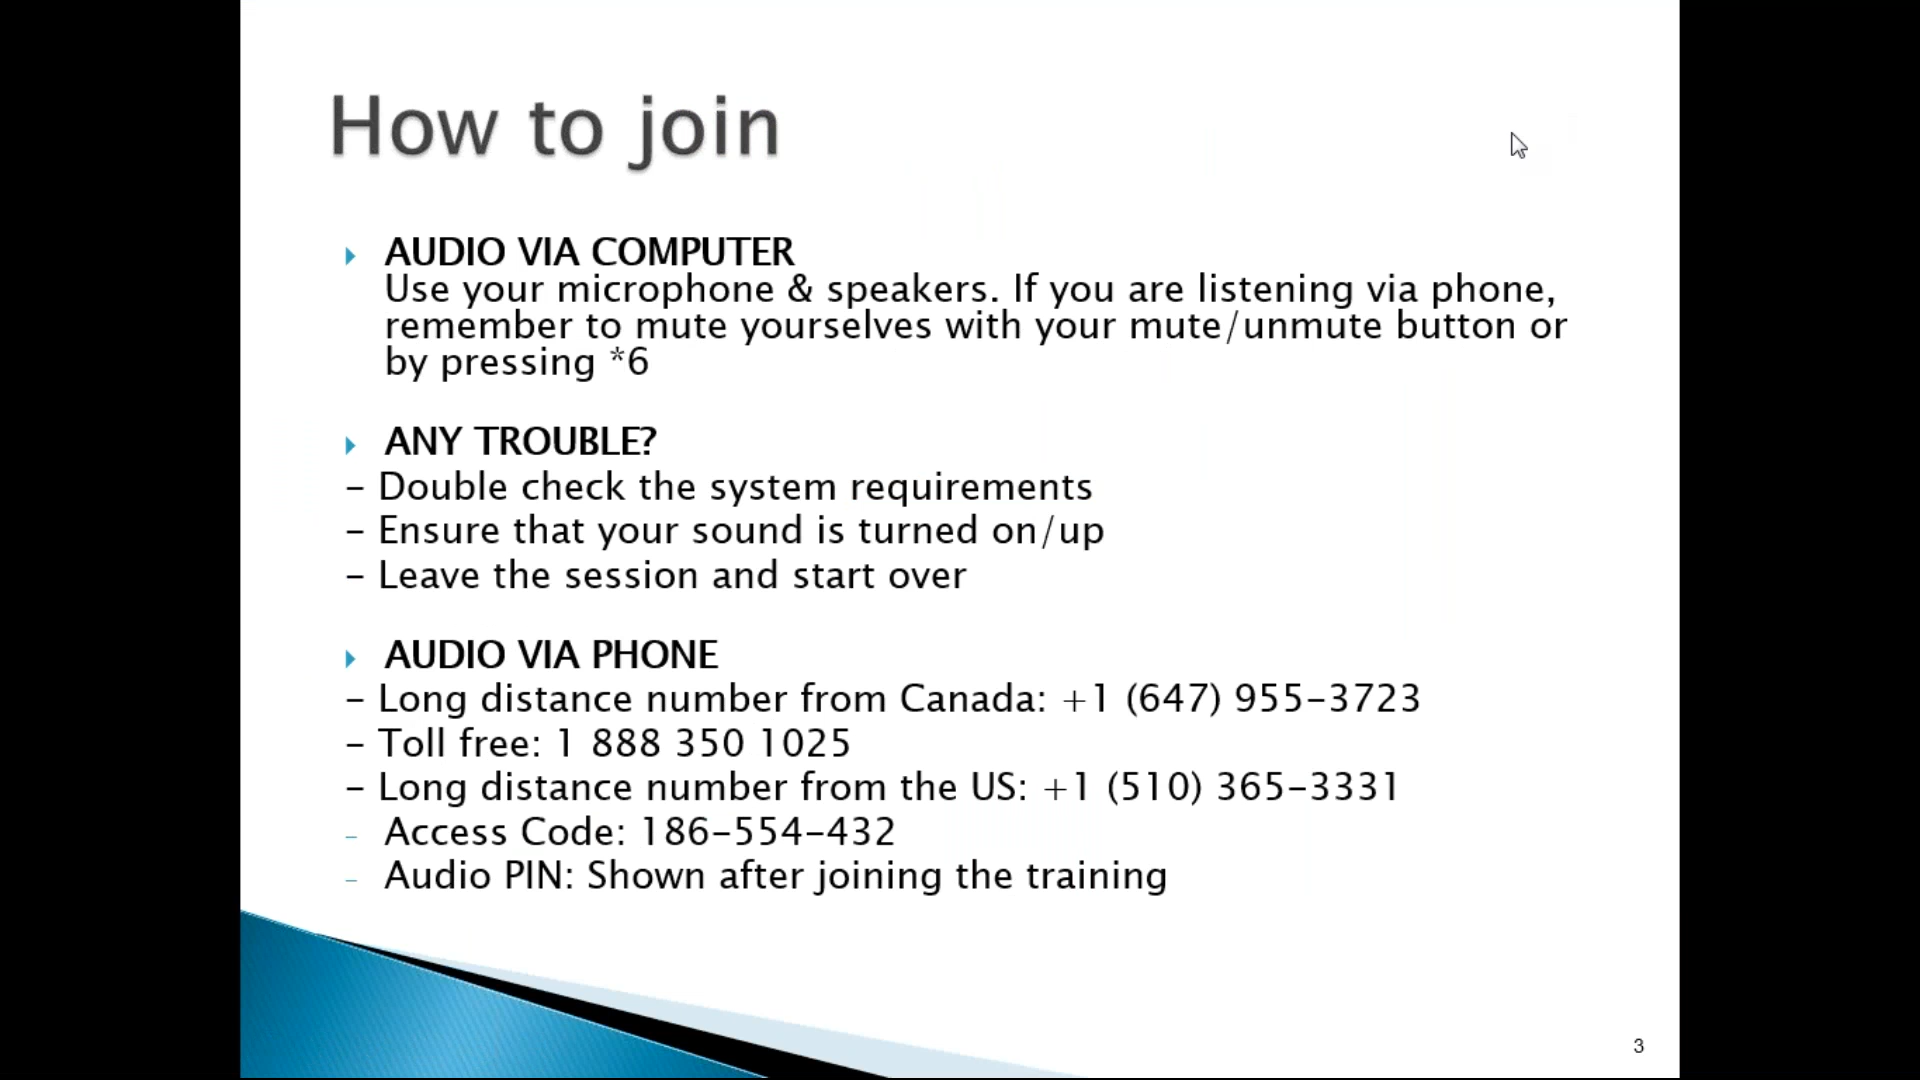 How to join
AUDIO VIA COMPUTER
Use your microphone & speakers. If you are listening via phone,
remember to mute yourselves with your mute/unmute button or
by pressing *6
ANY TROUBLE?
– Double check the system requirements
– Ensure that your sound is turned on/up
– Leave the session and start over
AUDIO VIA PHONE
– Long distance number from Canada: +1 (647) 955-3723
– Toll free: 1 888 350 1025
– Long distance number from the US: +1 (510) 365-3331
– Access Code: 186-554-432
– Audio PIN: Shown after joining the training
3